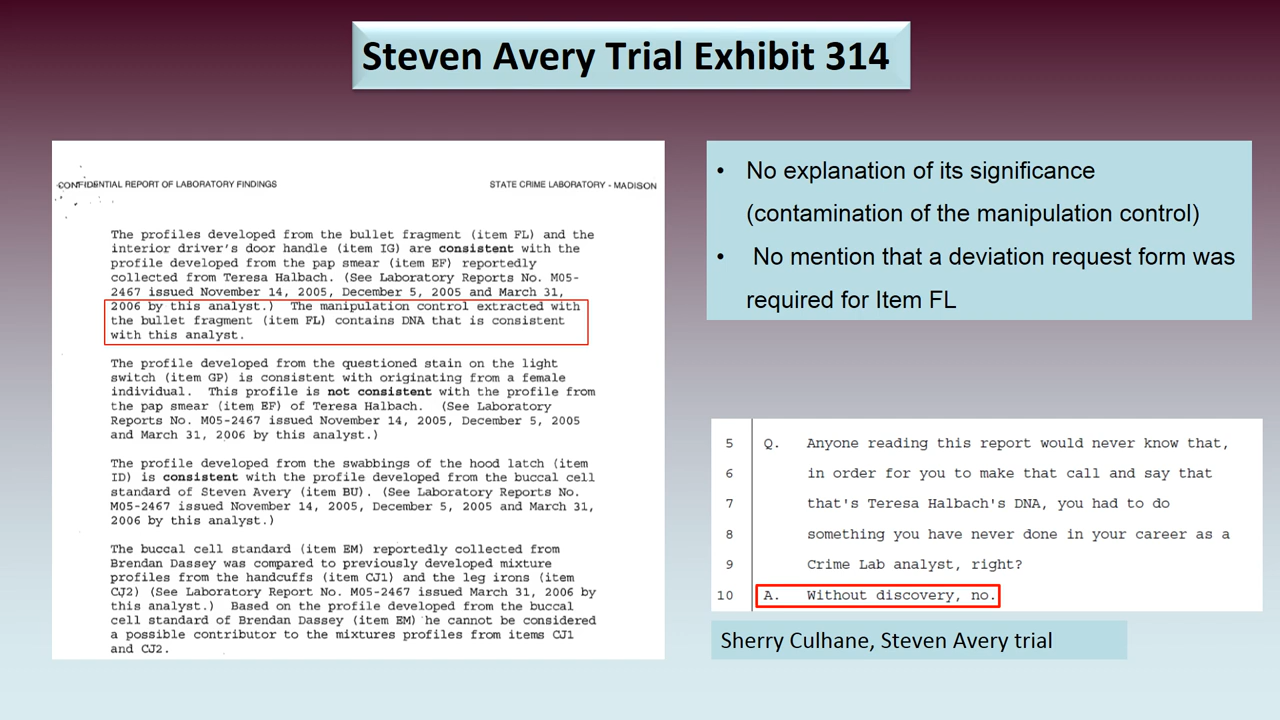 Steven Avery Trial Exhibit 314
CONFIDENTIAL REPORT OF LABORATORY FINDINGS
STATE CRIME LABORATORY - MADISON
The profiles developed from the bullet fragment (item FL) and the
interior driver's door handle (item IG) are consistent with the
profile developed from the pap smear (item EF) reportedly
collected from Teresa Halbach. (See Laboratory Reports No. M05-
2467 issued November 14, 2005, December 5, 2005 and March 31,
2006 by this analyst.) The manipulation control extracted with
the bullet fragment (item FL) contains DNA that is consistent
with this analyst.
The profile developed from the questioned stain on the light
switch (item GP) is consistent with originating from a female
individual. This profile is not consistent with the profile from
the pap smear (item EF) of Teresa Halbach. (See Laboratory
Reports No. M05-2467 issued November 14, 2005, December 5, 2005
and March 31, 2006 by this analyst.)
The profile developed from the swabbings of the hood latch (item
ID) is consistent with the profile developed from the buccal cell
standard of Steven Avery (item BU). (See Laboratory Reports No.
M05-2467 issued November 14, 2005, December 5, 2005 and March 31,
2006 by this analyst.)
The buccal cell standard (item EM) reportedly collected from
Brendan Dassey was compared to previously developed mixture
profiles from the handcuffs (item CJ1) and the leg irons (item
CJ2) (See Laboratory Report No. M05-2467 issued March 31, 2006 by
this analyst.) Based on the profile developed from the buccal
cell standard of Brendan Dassey (item EM) he cannot be considered
a possible contributor to the mixtures profiles from items CJ1
and CJ2.
• No explanation of its significance
(contamination of the manipulation control)
• No mention that a deviation request form was
required for Item FL
5 Q. Anyone reading this report would never know that,
6 in order for you to make that call and say that
7 that's Teresa Halbach's DNA, you had to do
8 something you have never done in your career as a
9 Crime Lab analyst, right?
10 A. Without discovery, no.
Sherry Culhane, Steven Avery trial